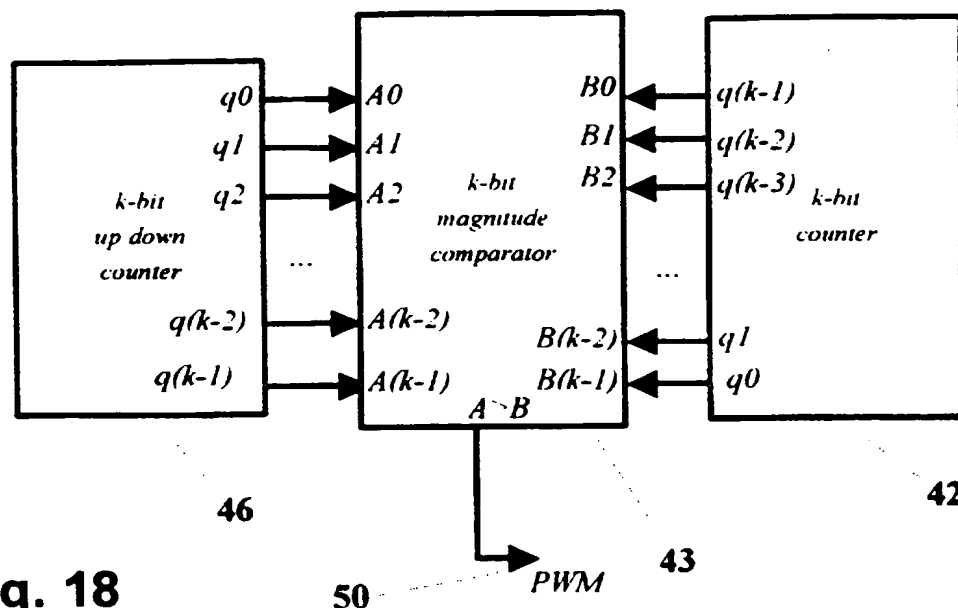 q0
q1
q2
k-bit
up down
counter
...
q(k-2)
q(k-1)
A0
A1
A2
k-bit
magnitude
comparator
A(k-2)
A(k-1)
B0
B1
B2
B(k-2)
B(k-1)
A B
q(k-1)
q(k-2)
q(k-3)
k-bit
counter
...
q1
q0
46
43
42
50
PWM
g. 18